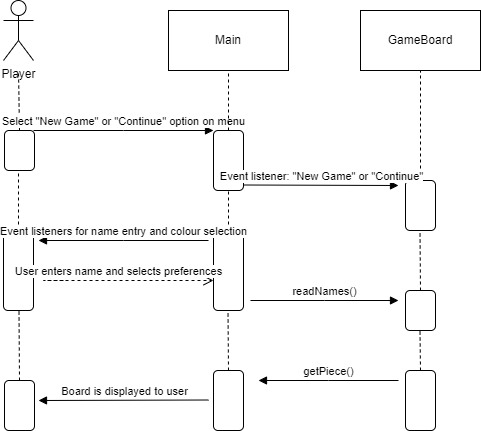 Main
GameBoard
Player
Select "New Game" or "Continue" option on menu
Event listener: "New Game" or "Continue"
Event listeners for name entry and colour selection
User enters name and selects preferences
readNames()
getPiece()
Board is displayed to user